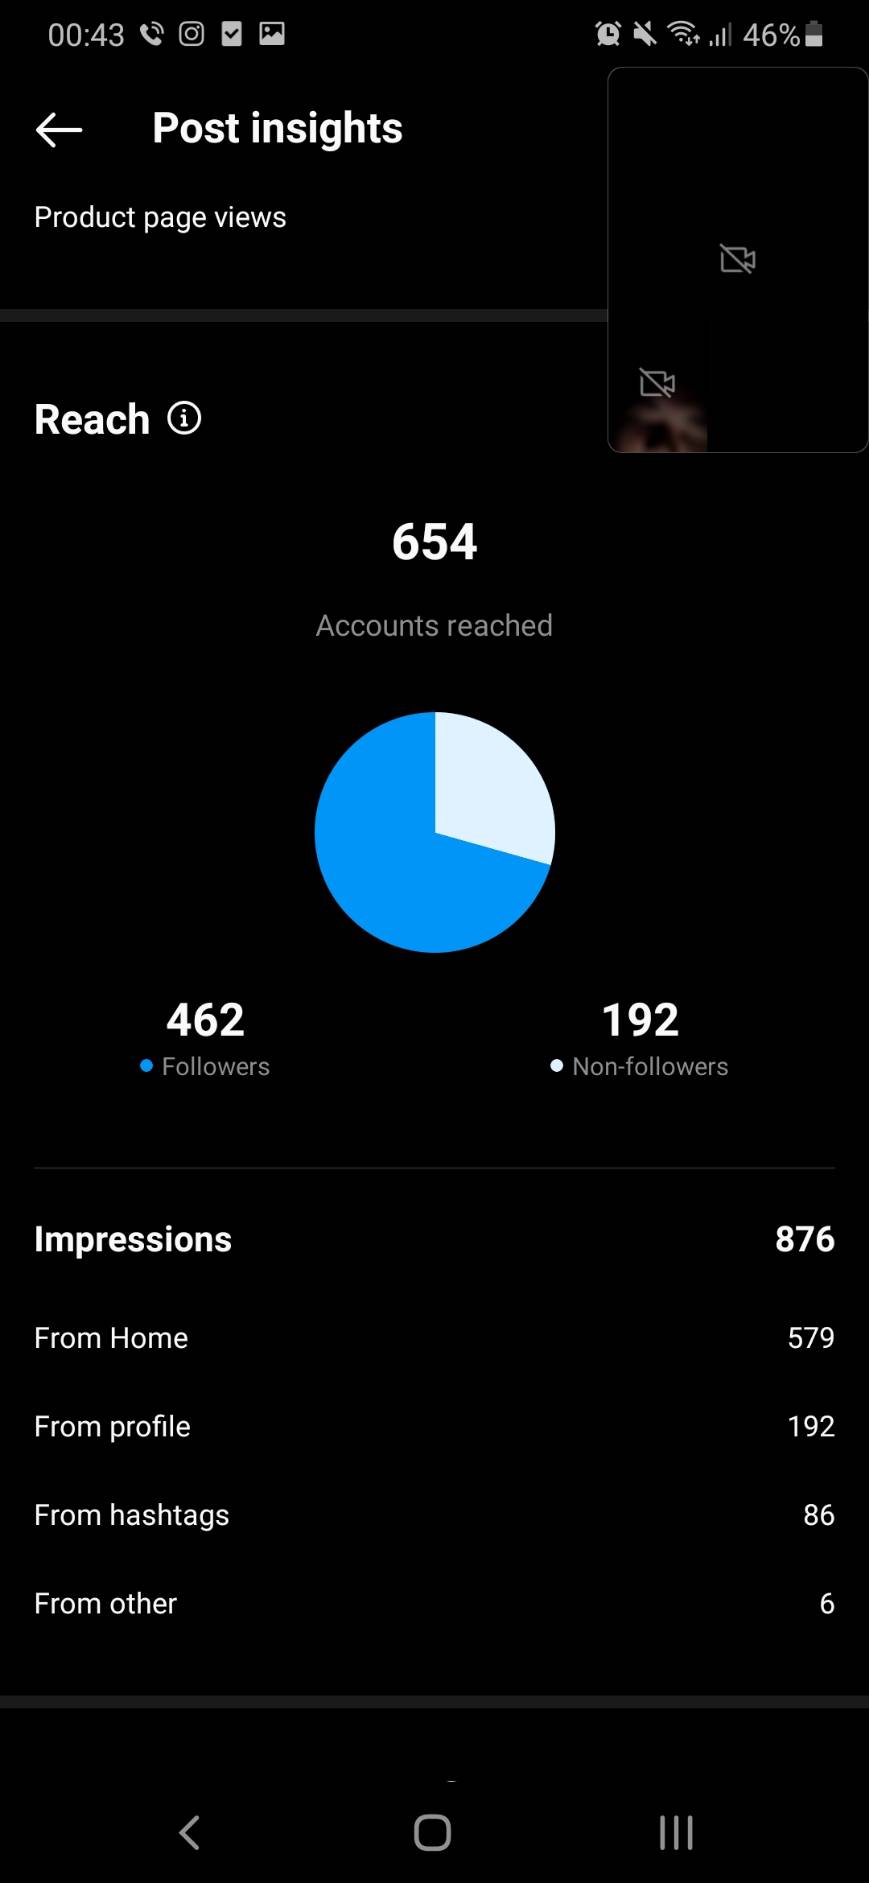 00:43 46%
Post insights
Product page views
Reach
654
Accounts reached
462 192
Followers Non-followers
Impressions 876
From Home 579
From profile 192
From hashtags 86
From other 6